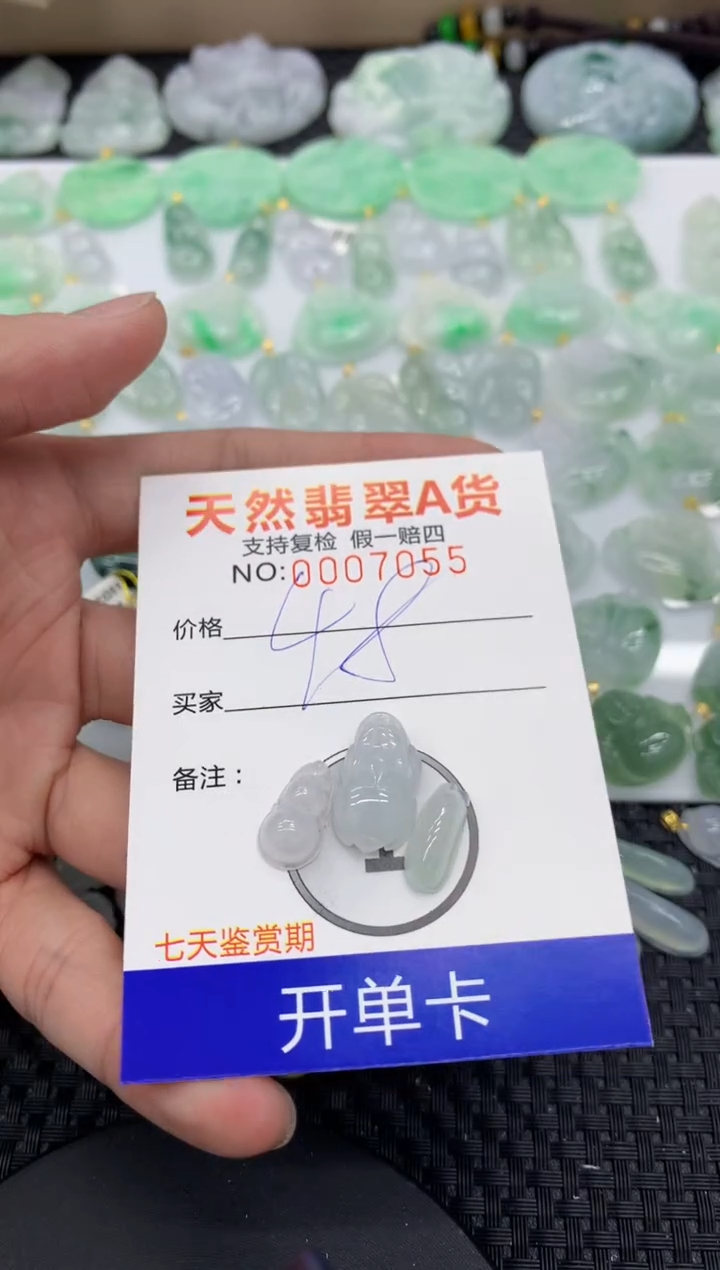 天然翡翠A货
支持复检 假一赔四
NO:0007055
价格
48
买家
备注：
七天鉴赏期
开单卡